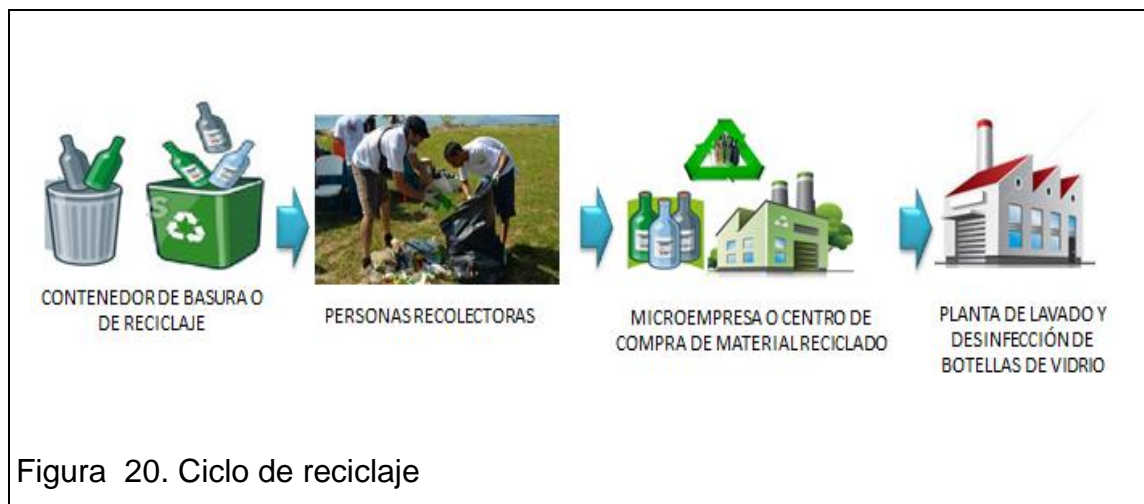 CONTENEDOR DE BASURA O
DE RECICLAJE
PERSONAS RECOLECTORAS
MICROEMPRESA O CENTRO DE
COMPRA DE MATERIAL RECICLADO
PLANTA DE LAVADO Y
DESINFECCIÓN DE
BOTELLAS DE VIDRIO
Figura 20. Ciclo de reciclaje